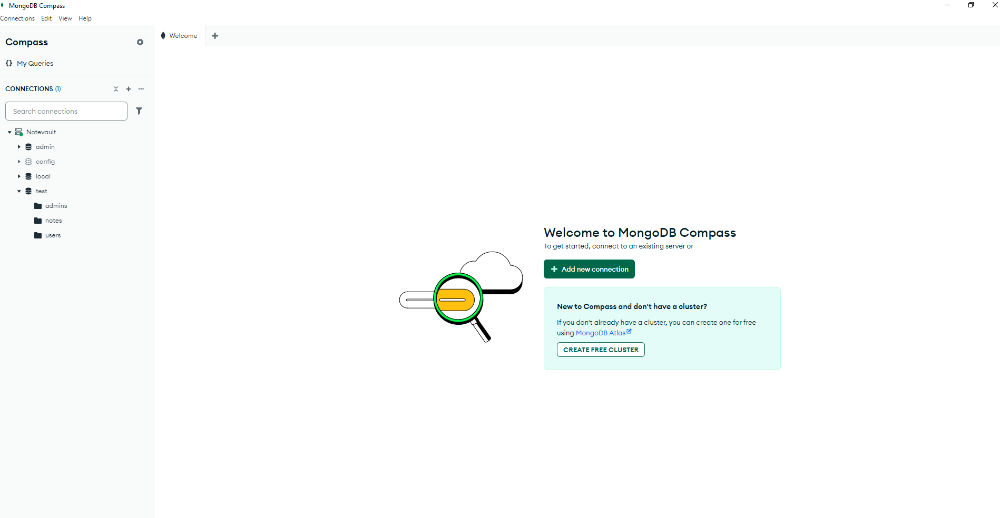 MongoDB Compass
Connections Edit View Help
Compass
Welcome
{} My Queries
CONNECTIONS (1)
Search connections
Notevault
admin
config
local
test
admins
notes
users
Welcome to MongoDB Compass
To get started, connect to an existing server or
Add new connection
New to Compass and don't have a cluster?
If you don't already have a cluster, you can create one for free
using MongoDB Atlas
CREATE FREE CLUSTER